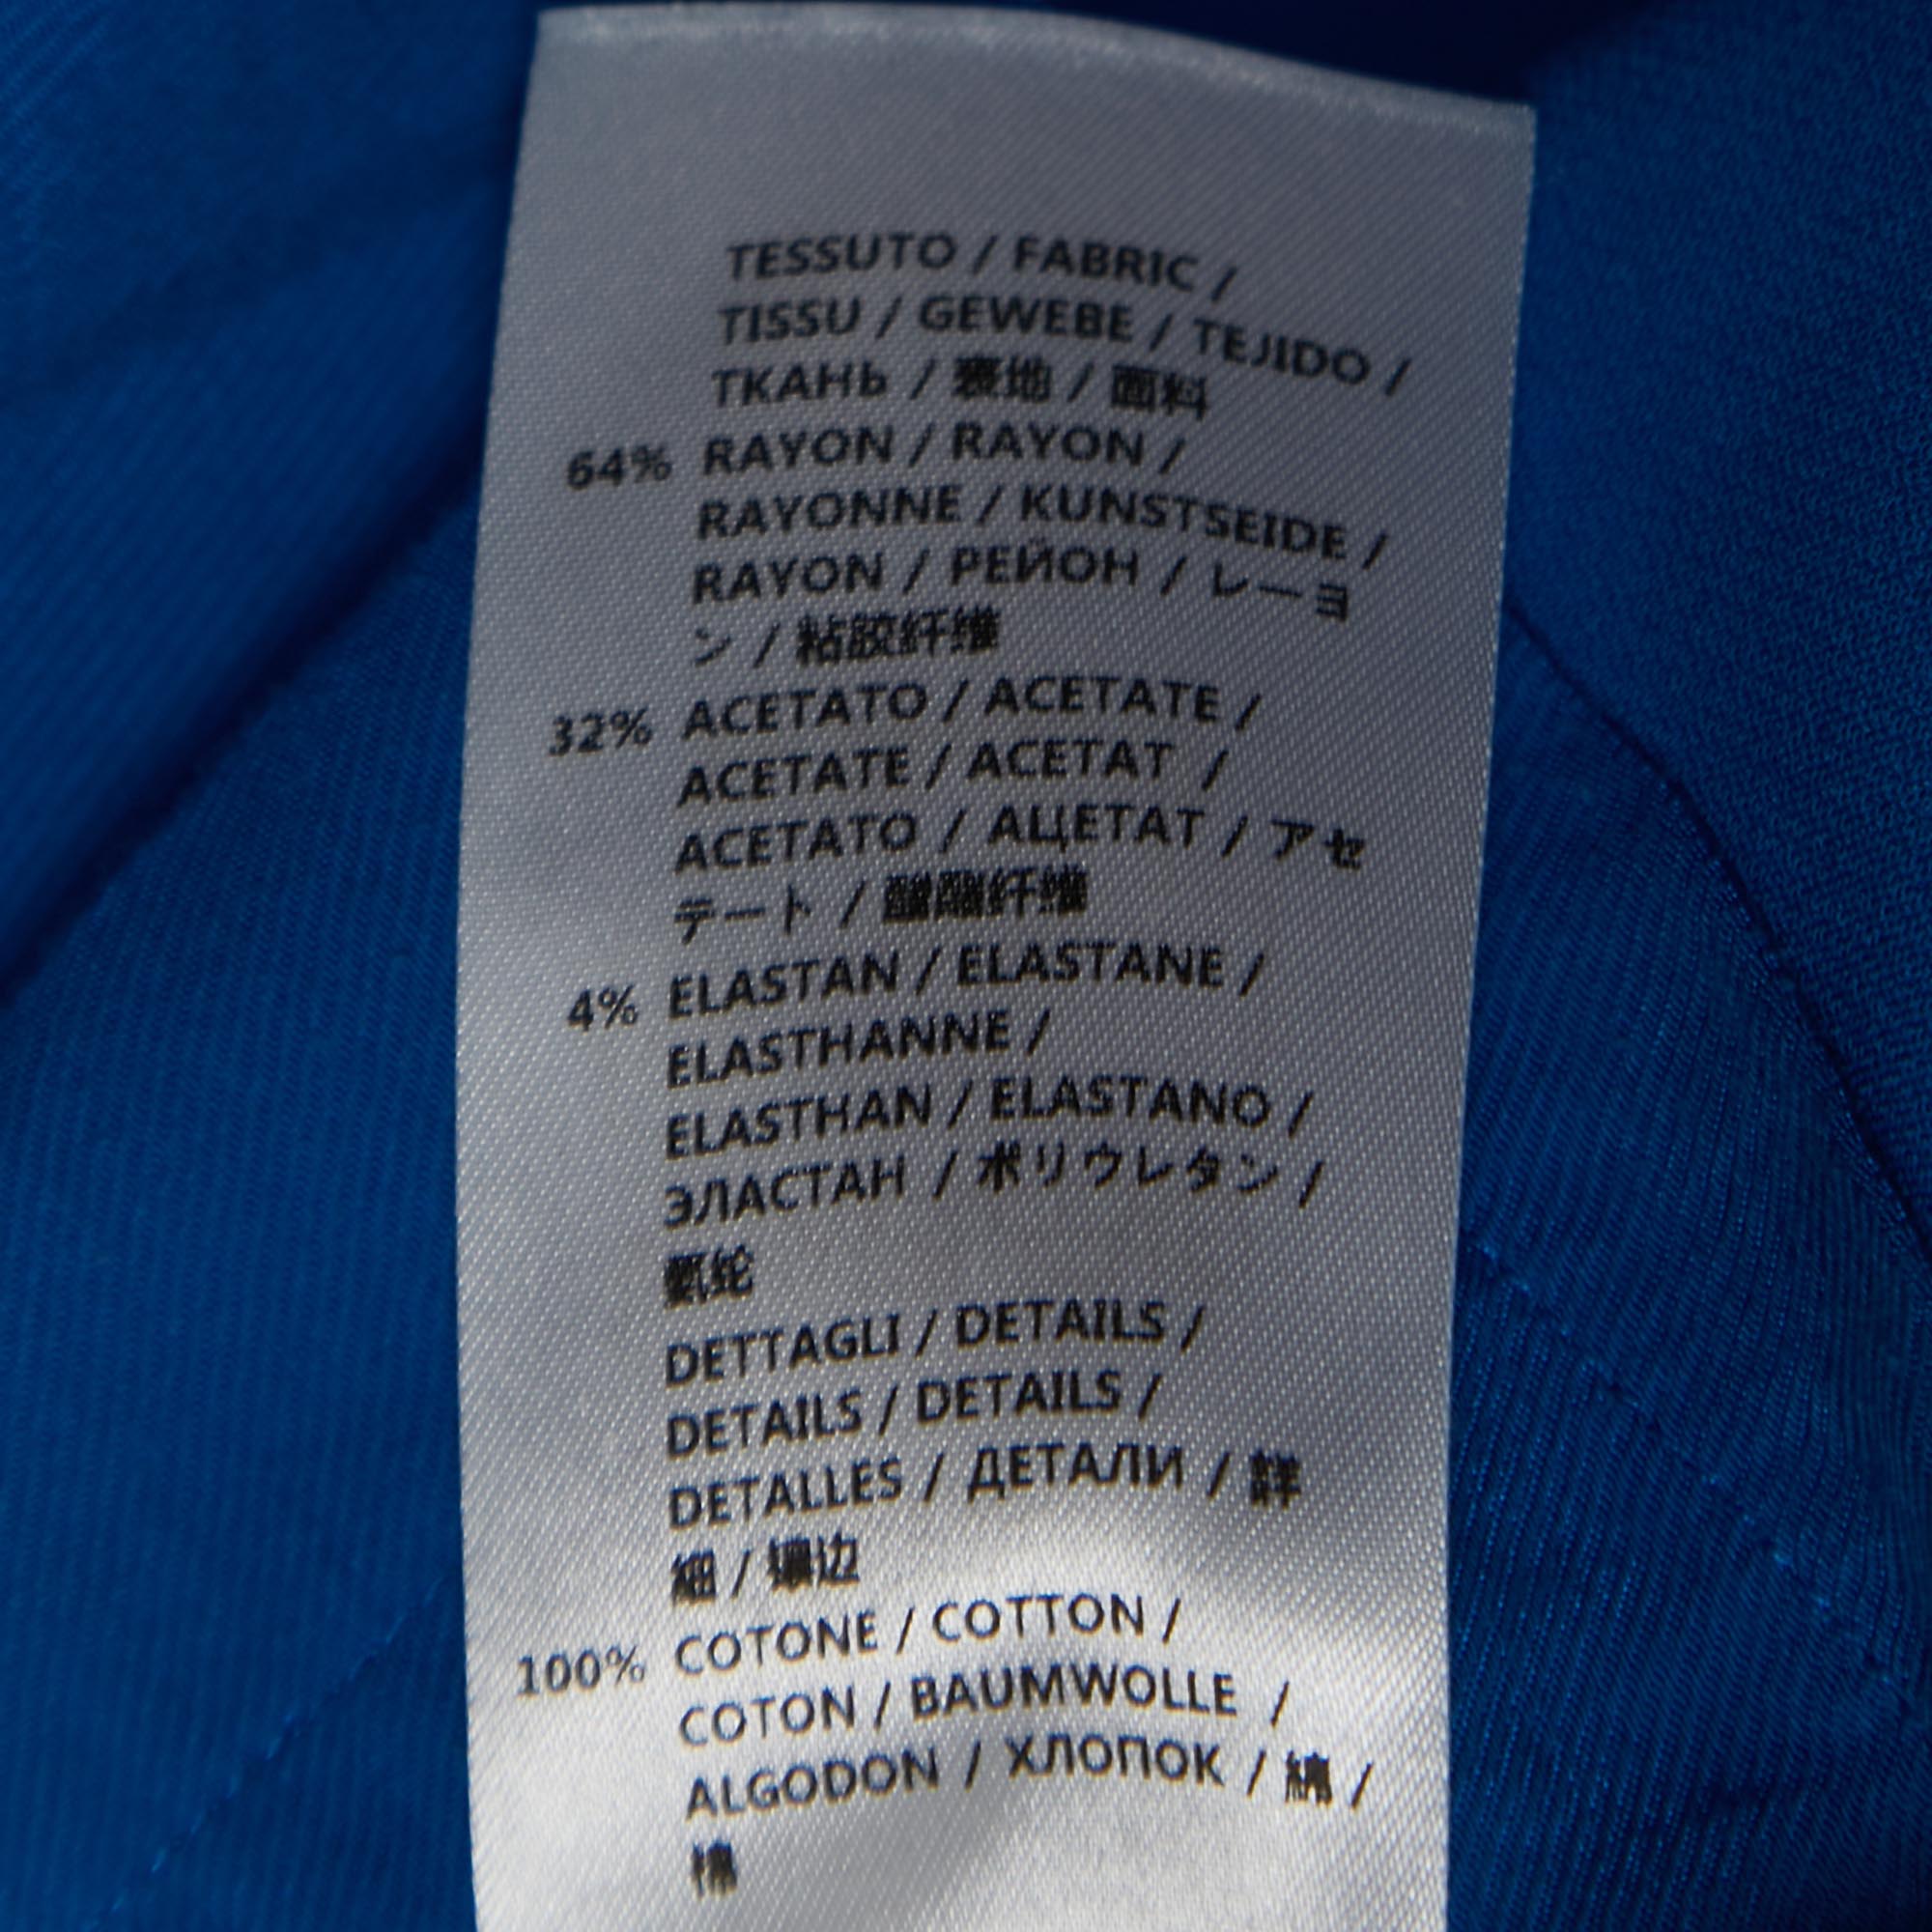 TESSUTO / FABRIC /
TISSU / GEWEBE / TEJIDO /
ТКАНЬ / 表地 / 面料
64% RAYON / RAYON /
RAYONNE / KUNSTSEIDE /
RAYON / РЕЙОН / レーヨ
ン / 粘胶纤维
32% ACETATO / ACETATE /
ACETATE / ACETAT /
ACETATO / АЦЕТАТ / アセ
テート / 醋酸纤维
4% ELASTAN / ELASTANE /
ELASTHANNE /
ELASTHAN / ELASTANO /
ЭЛАСТАН / ポリウレタン /
氨纶
DETTAGLI / DETAILS /
DETAILS / DETAILS /
DETALLES / ДЕТАЛИ / 詳
細 / 镶边
100% COTONE / COTTON /
COTON / BAUMWOLLE /
ALGODON / ХЛОПОК / 綿 /
棉